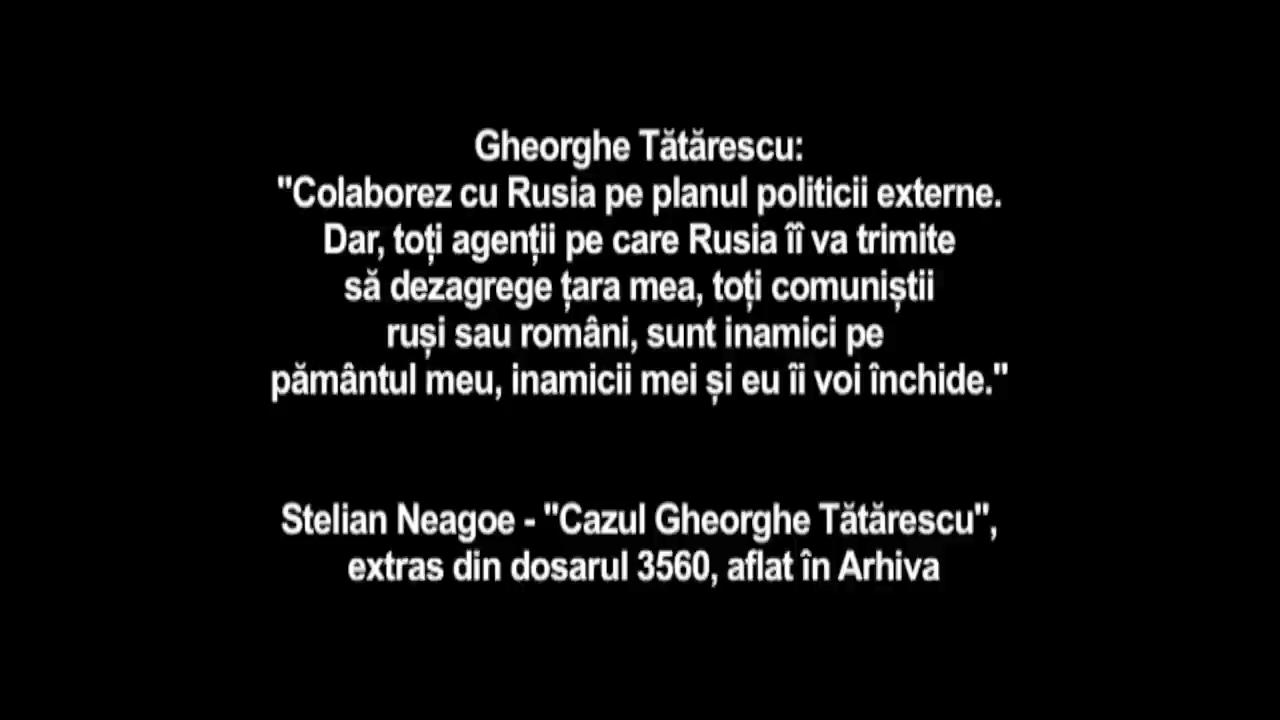 Gheorghe Tătărescu:
"Colaborez cu Rusia pe planul politicii externe.
Dar, toți agenții pe care Rusia îî va trimite
să dezagrege țara mea, toți comuniștii
ruși sau români, sunt inamici pe
pământul meu, inamicii mei și eu îi voi închide."
Stelian Neagoe - "Cazul Gheorghe Tătărescu",
extras din dosarul 3560, aflat în Arhiva